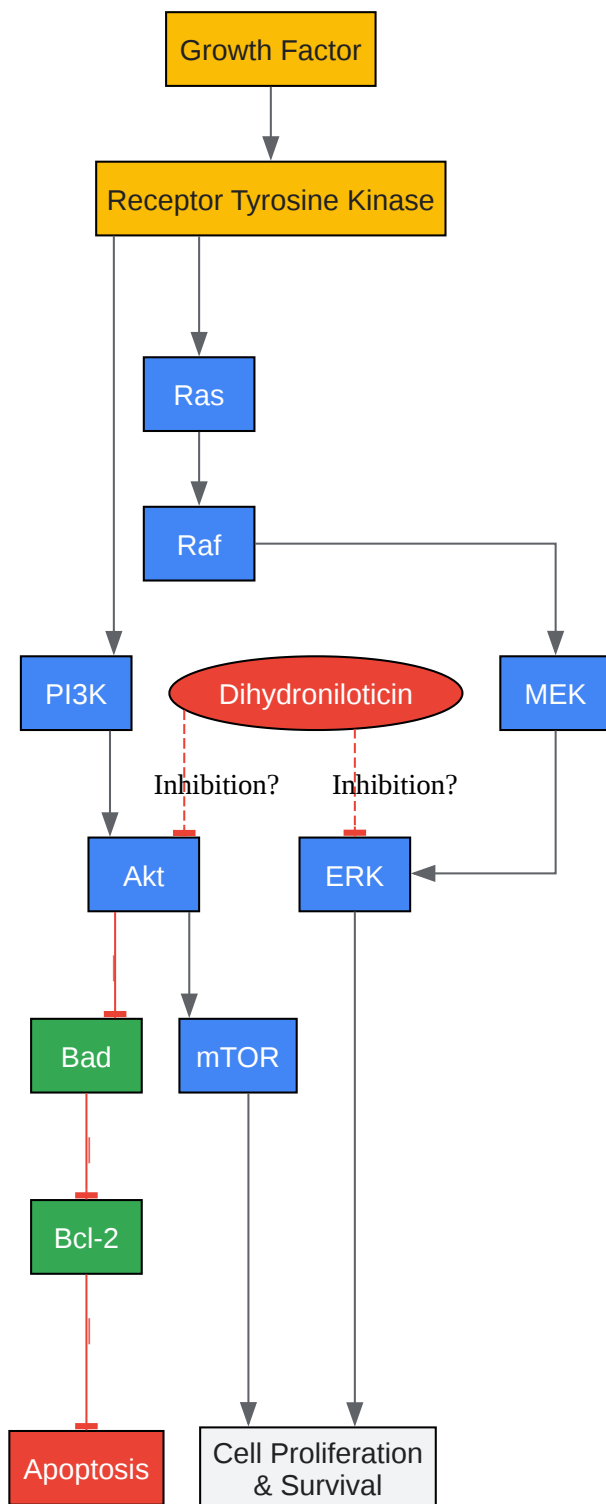 Growth Factor
Receptor Tyrosine Kinase
Ras
Raf
PI3K
Dihydroniloticin
MEK
Inhibition?
Inhibition?
Akt
ERK
|
Bad
mTOR
|
Bcl-2
|
Apoptosis
Cell Proliferation
& Survival